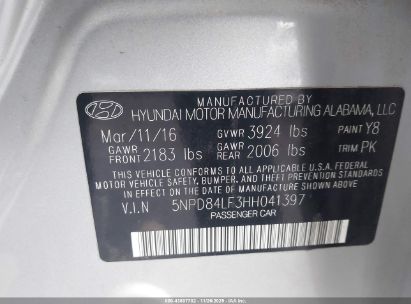 MANUFACTURED BY
HYUNDAI MOTOR MANUFACTURING ALABAMA, LLC
Mar/11/16 GVWR 3924 lbs PAINT Y8
GAWR FRONT 2183 lbs GAWR REAR 2006 lbs TRIM PK
THIS VEHICLE CONFORMS TO ALL APPLICABLE U.S.A. FEDERAL
MOTOR VEHICLE SAFETY, BUMPER, AND THEFT PREVENTION STANDARDS
IN EFFECT ON THE DATE OF MANUFACTURE SHOWN ABOVE.
V.I.N 5NPD84LF3HH041397
PASSENGER CAR